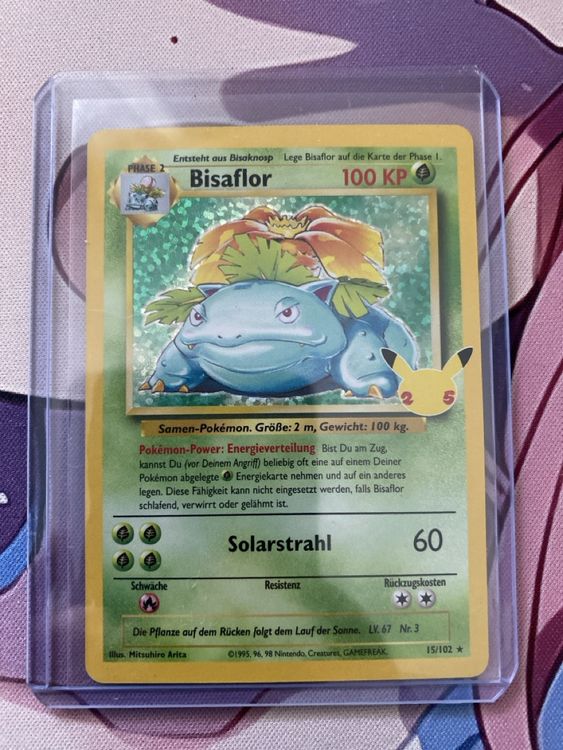 Entsteht aus Bisaknosp Lege Bisaflor auf die Karte der Phase 1.
PHASE 2
Bisaflor 100 KP
25
Samen-Pokémon. Größe: 2 m, Gewicht: 100 kg.
Pokémon-Power: Energieverteilung Bist Du am Zug,
kannst Du (vor Deinem Angriff) beliebig oft eine auf einem Deiner
Pokémon abgelegte Energiekarte nehmen und auf ein anderes
legen. Diese Fähigkeit kann nicht eingesetzt werden, falls Bisaflor
schlafend, verwirrt oder gelähmt ist.
Solarstrahl 60
Schwäche Resistenz Rückzugskosten
Die Pflanze auf dem Rücken folgt dem Lauf der Sonne. LV. 67 Nr. 3
Illus. Mitsuhiro Arita ©1995, 96, 98 Nintendo, Creatures, GAMEFREAK. 15/102 ★